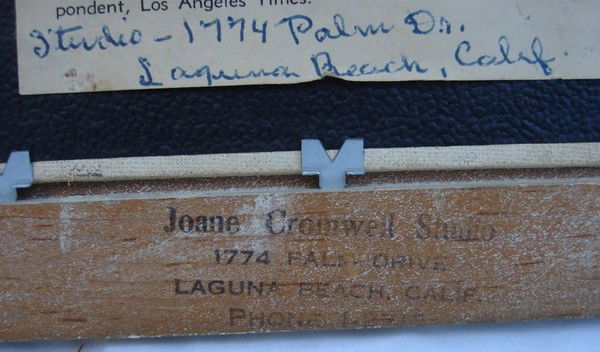 pondent, Los Angeles Times.
Studio - 1774 Palm Dr.
Laguna Beach, Calif.
Joane Cromwell Studio
1774 PALM DRIVE
LAGUNA BEACH, CALIF.
PHONE